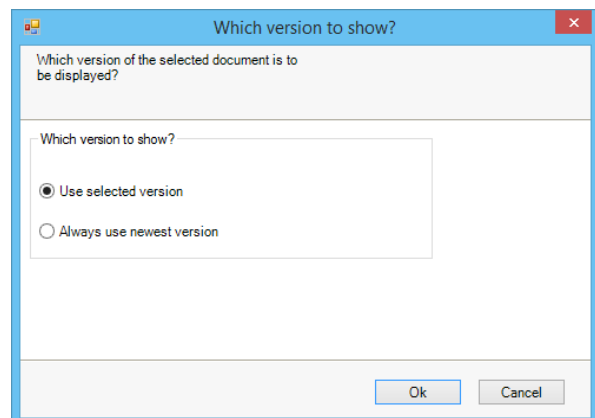 Which version to show?
Which version of the selected document is to
be displayed?
Which version to show?
Use selected version
Always use newest version
Ok
Cancel